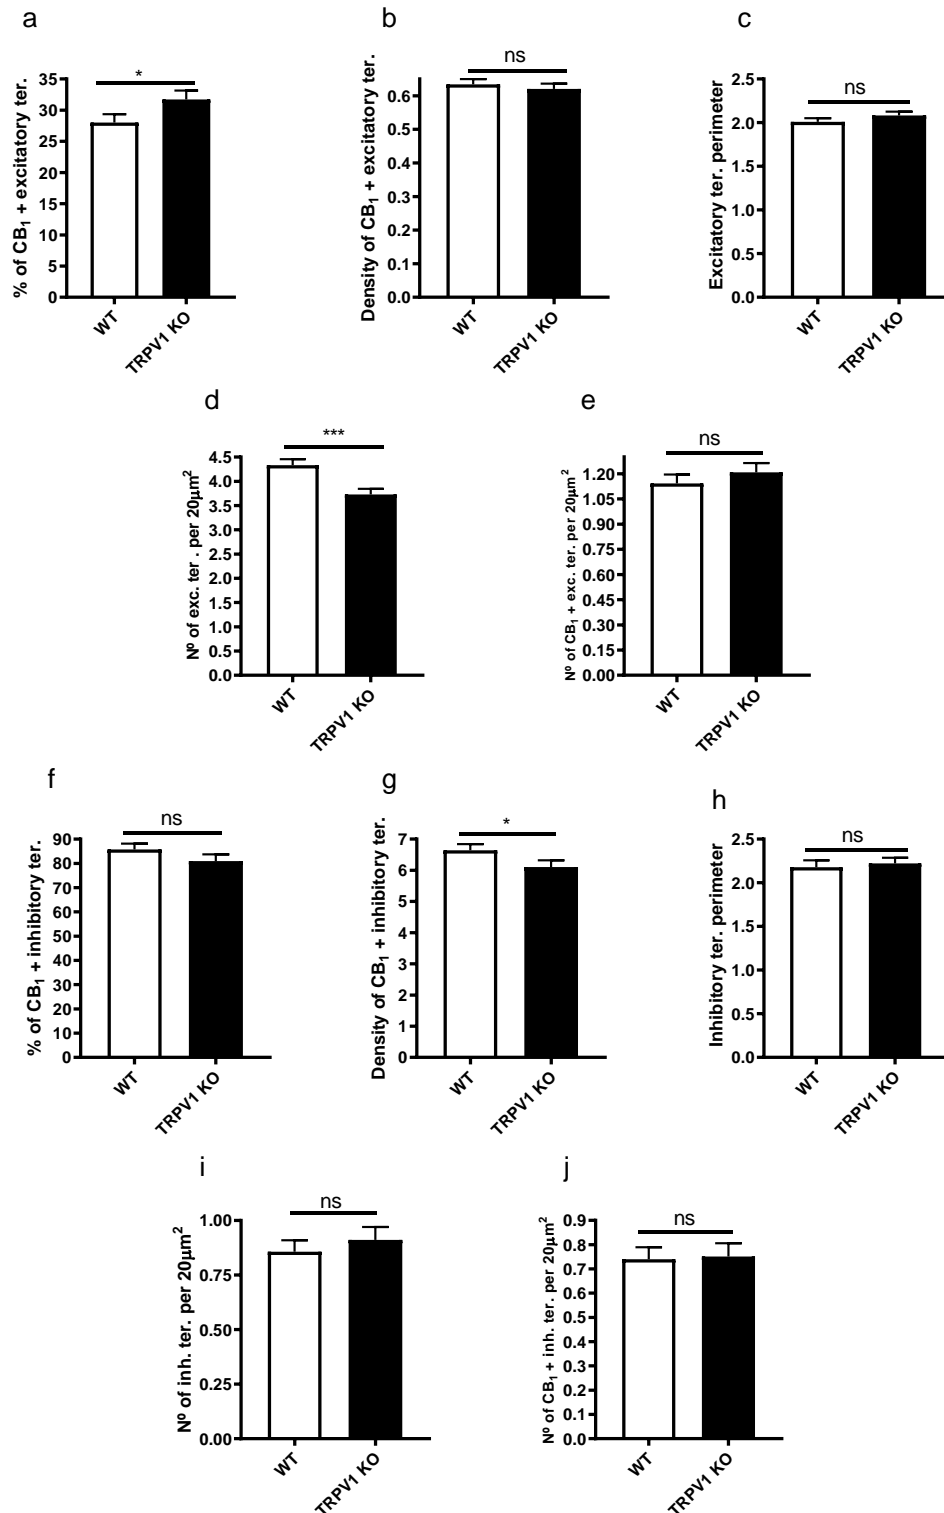 a
b
c
% of CB₁ + excitatory ter.
35
30
25
20
15
10
5
0
*
WT
TRPV1 KO
Density of CB₁ + excitatory ter.
0.6
0.5
0.4
0.3
0.2
0.1
0.0
ns
WT
TRPV1 KO
Excitatory ter. perimeter
2.5
2.0
1.5
1.0
0.5
0.0
ns
WT
TRPV1 KO
d
e
Nº of exc. ter . per 20μm²
4.5
4.0
3.5
3.0
2.5
2.0
1.5
1.0
0.5
0.0
***
WT
TRPV1 KO
Nº of CB₁ + exc. ter. per 20μm²
1.20
1.05
0.90
0.75
0.60
0.45
0.30
0.15
0.00
ns
WT
TRPV1 KO
f
g
h
% of CB₁ + inhibitory ter.
90
80
70
60
50
40
30
20
10
0
ns
WT
TRPV1 KO
Density of CB₁ + inhibitory ter.
7
6
5
4
3
2
1
0
*
WT
TRPV1 KO
Inhibitory ter. perimeter
2.5
2.0
1.5
1.0
0.5
0.0
ns
WT
TRPV1 KO
i
j
Nº of inh. ter. per 20μm²
1.00
0.75
0.50
0.25
0.00
ns
WT
TRPV1 KO
Nº of CB₁ + inh. ter. per 20μm²
0.9
0.8
0.7
0.6
0.5
0.4
0.3
0.2
0.1
0.0
ns
WT
TRPV1 KO